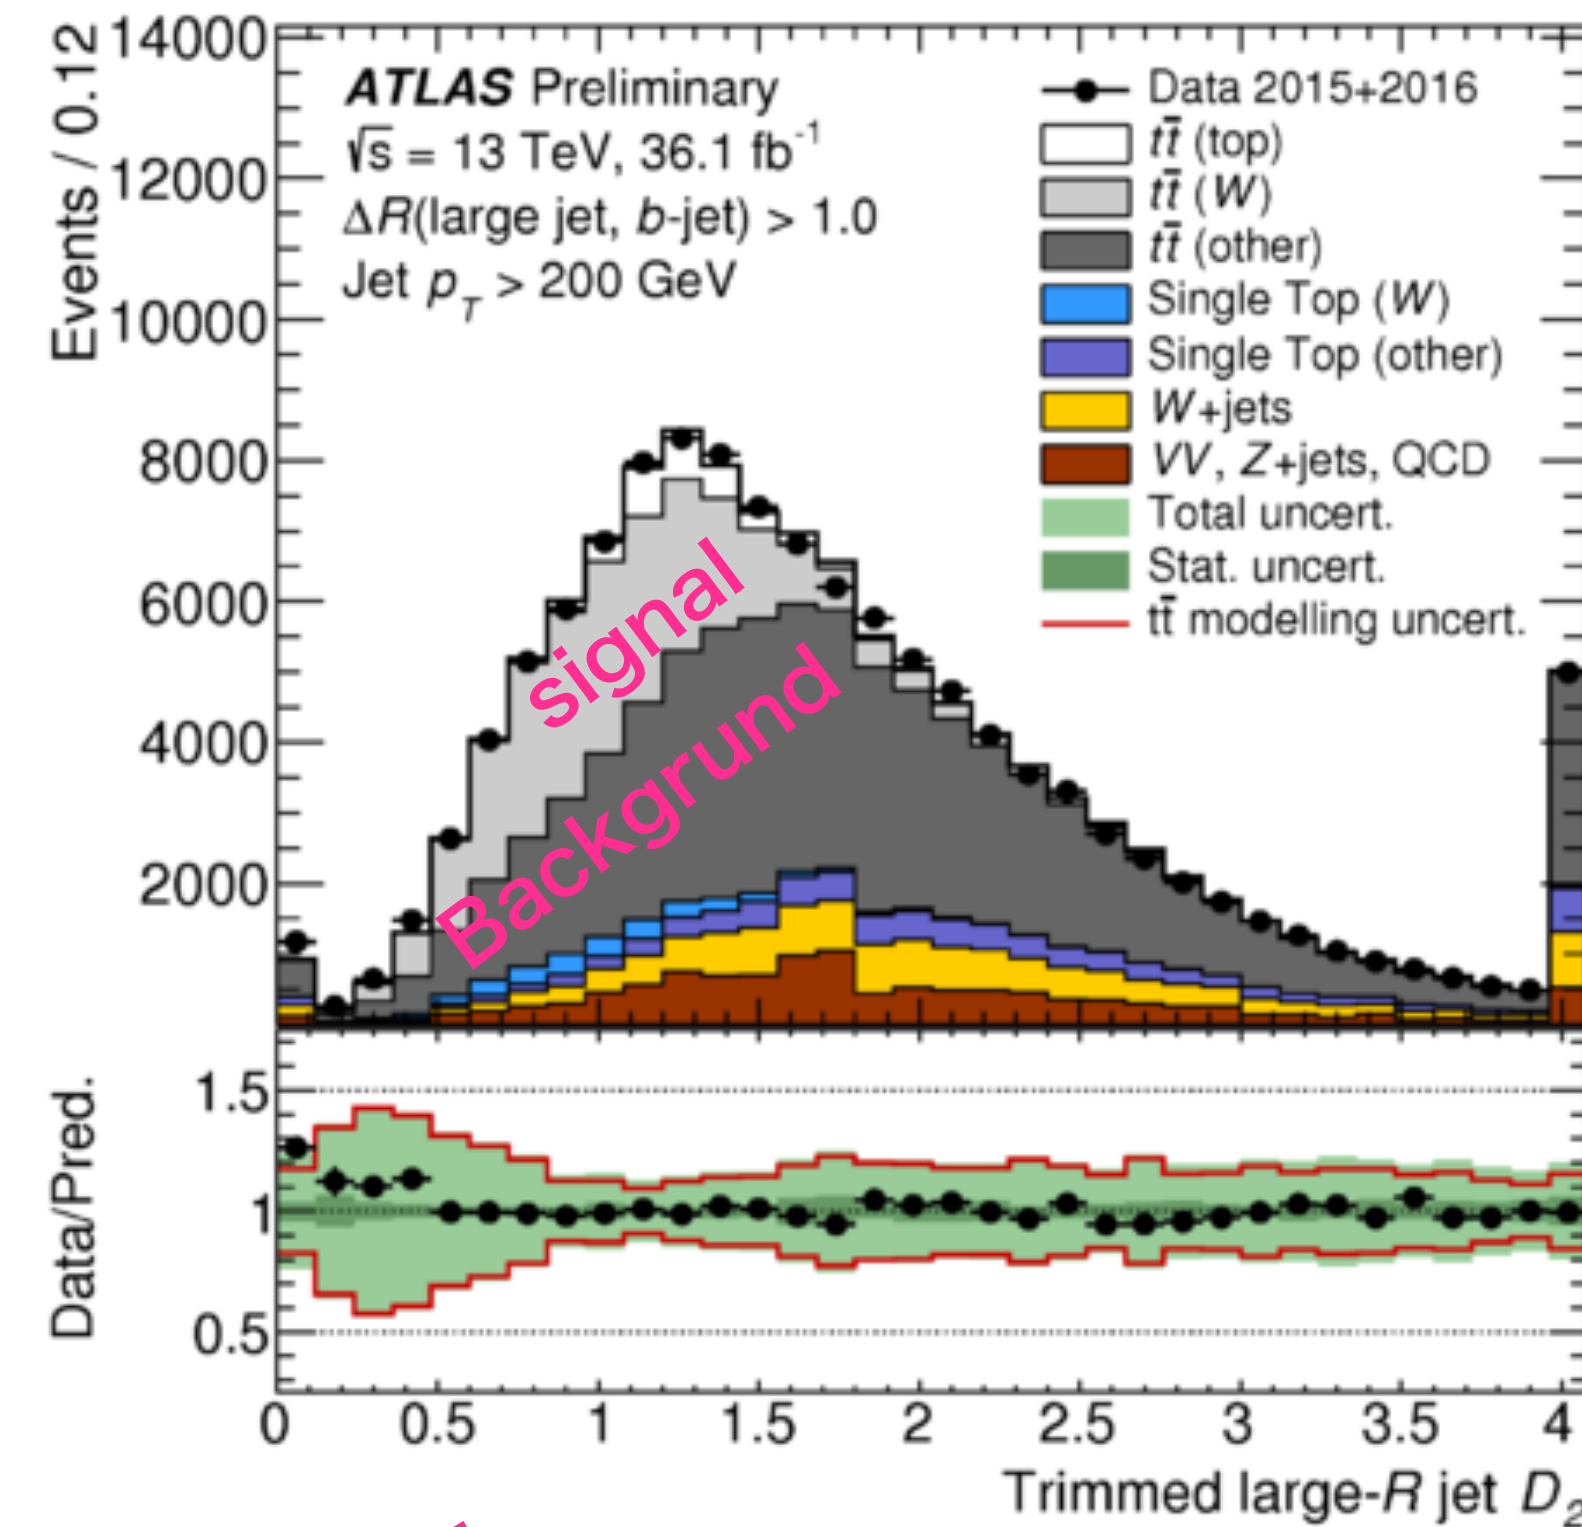 Events / 0.12
14000
12000
10000
8000
6000
4000
2000
ATLAS Preliminary
√s = 13 TeV, 36.1 fb⁻¹
ΔR(large jet, b-jet) > 1.0
Jet p_T > 200 GeV
Data 2015+2016
tt̄ (top)
tt̄ (W)
tt̄ (other)
Single Top (W)
Single Top (other)
W+jets
VV, Z+jets, QCD
Total uncert.
Stat. uncert.
tt̄ modelling uncert.
signal
Backgrund
Data/Pred.
1.5
1
0.5
0 0.5 1 1.5 2 2.5 3 3.5 4
Trimmed large-R jet D₂